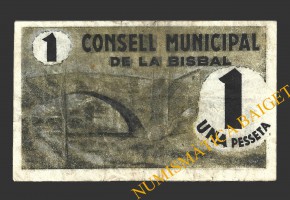 1
CONSELL MUNICIPAL
DE LA BISBAL
1
UNA PESSETA
NUMISMATICA BAIGET